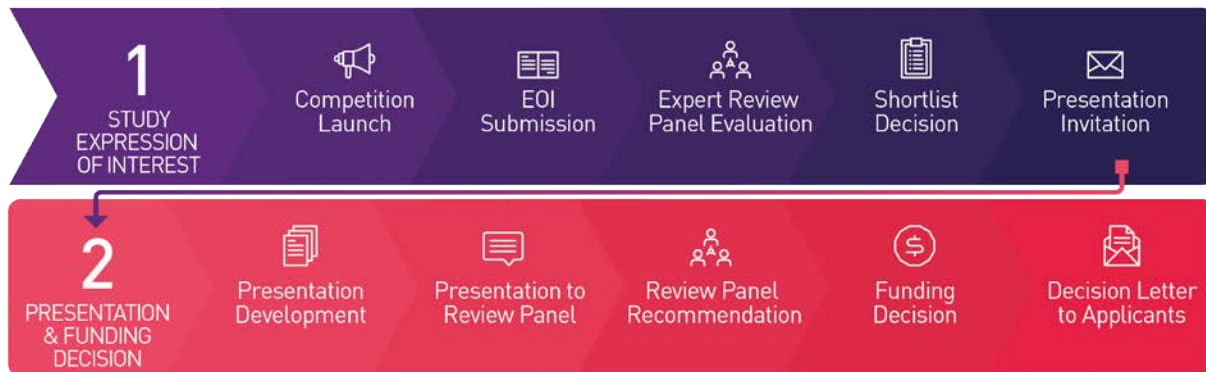 1
STUDY
EXPRESSION
OF INTEREST
Competition
Launch
EOI
Submission
Expert Review
Panel Evaluation
Shortlist
Decision
Presentation
Invitation
2
PRESENTATION
& FUNDING
DECISION
Presentation
Development
Presentation to
Review Panel
Review Panel
Recommendation
$
Funding
Decision
Decision Letter
to Applicants